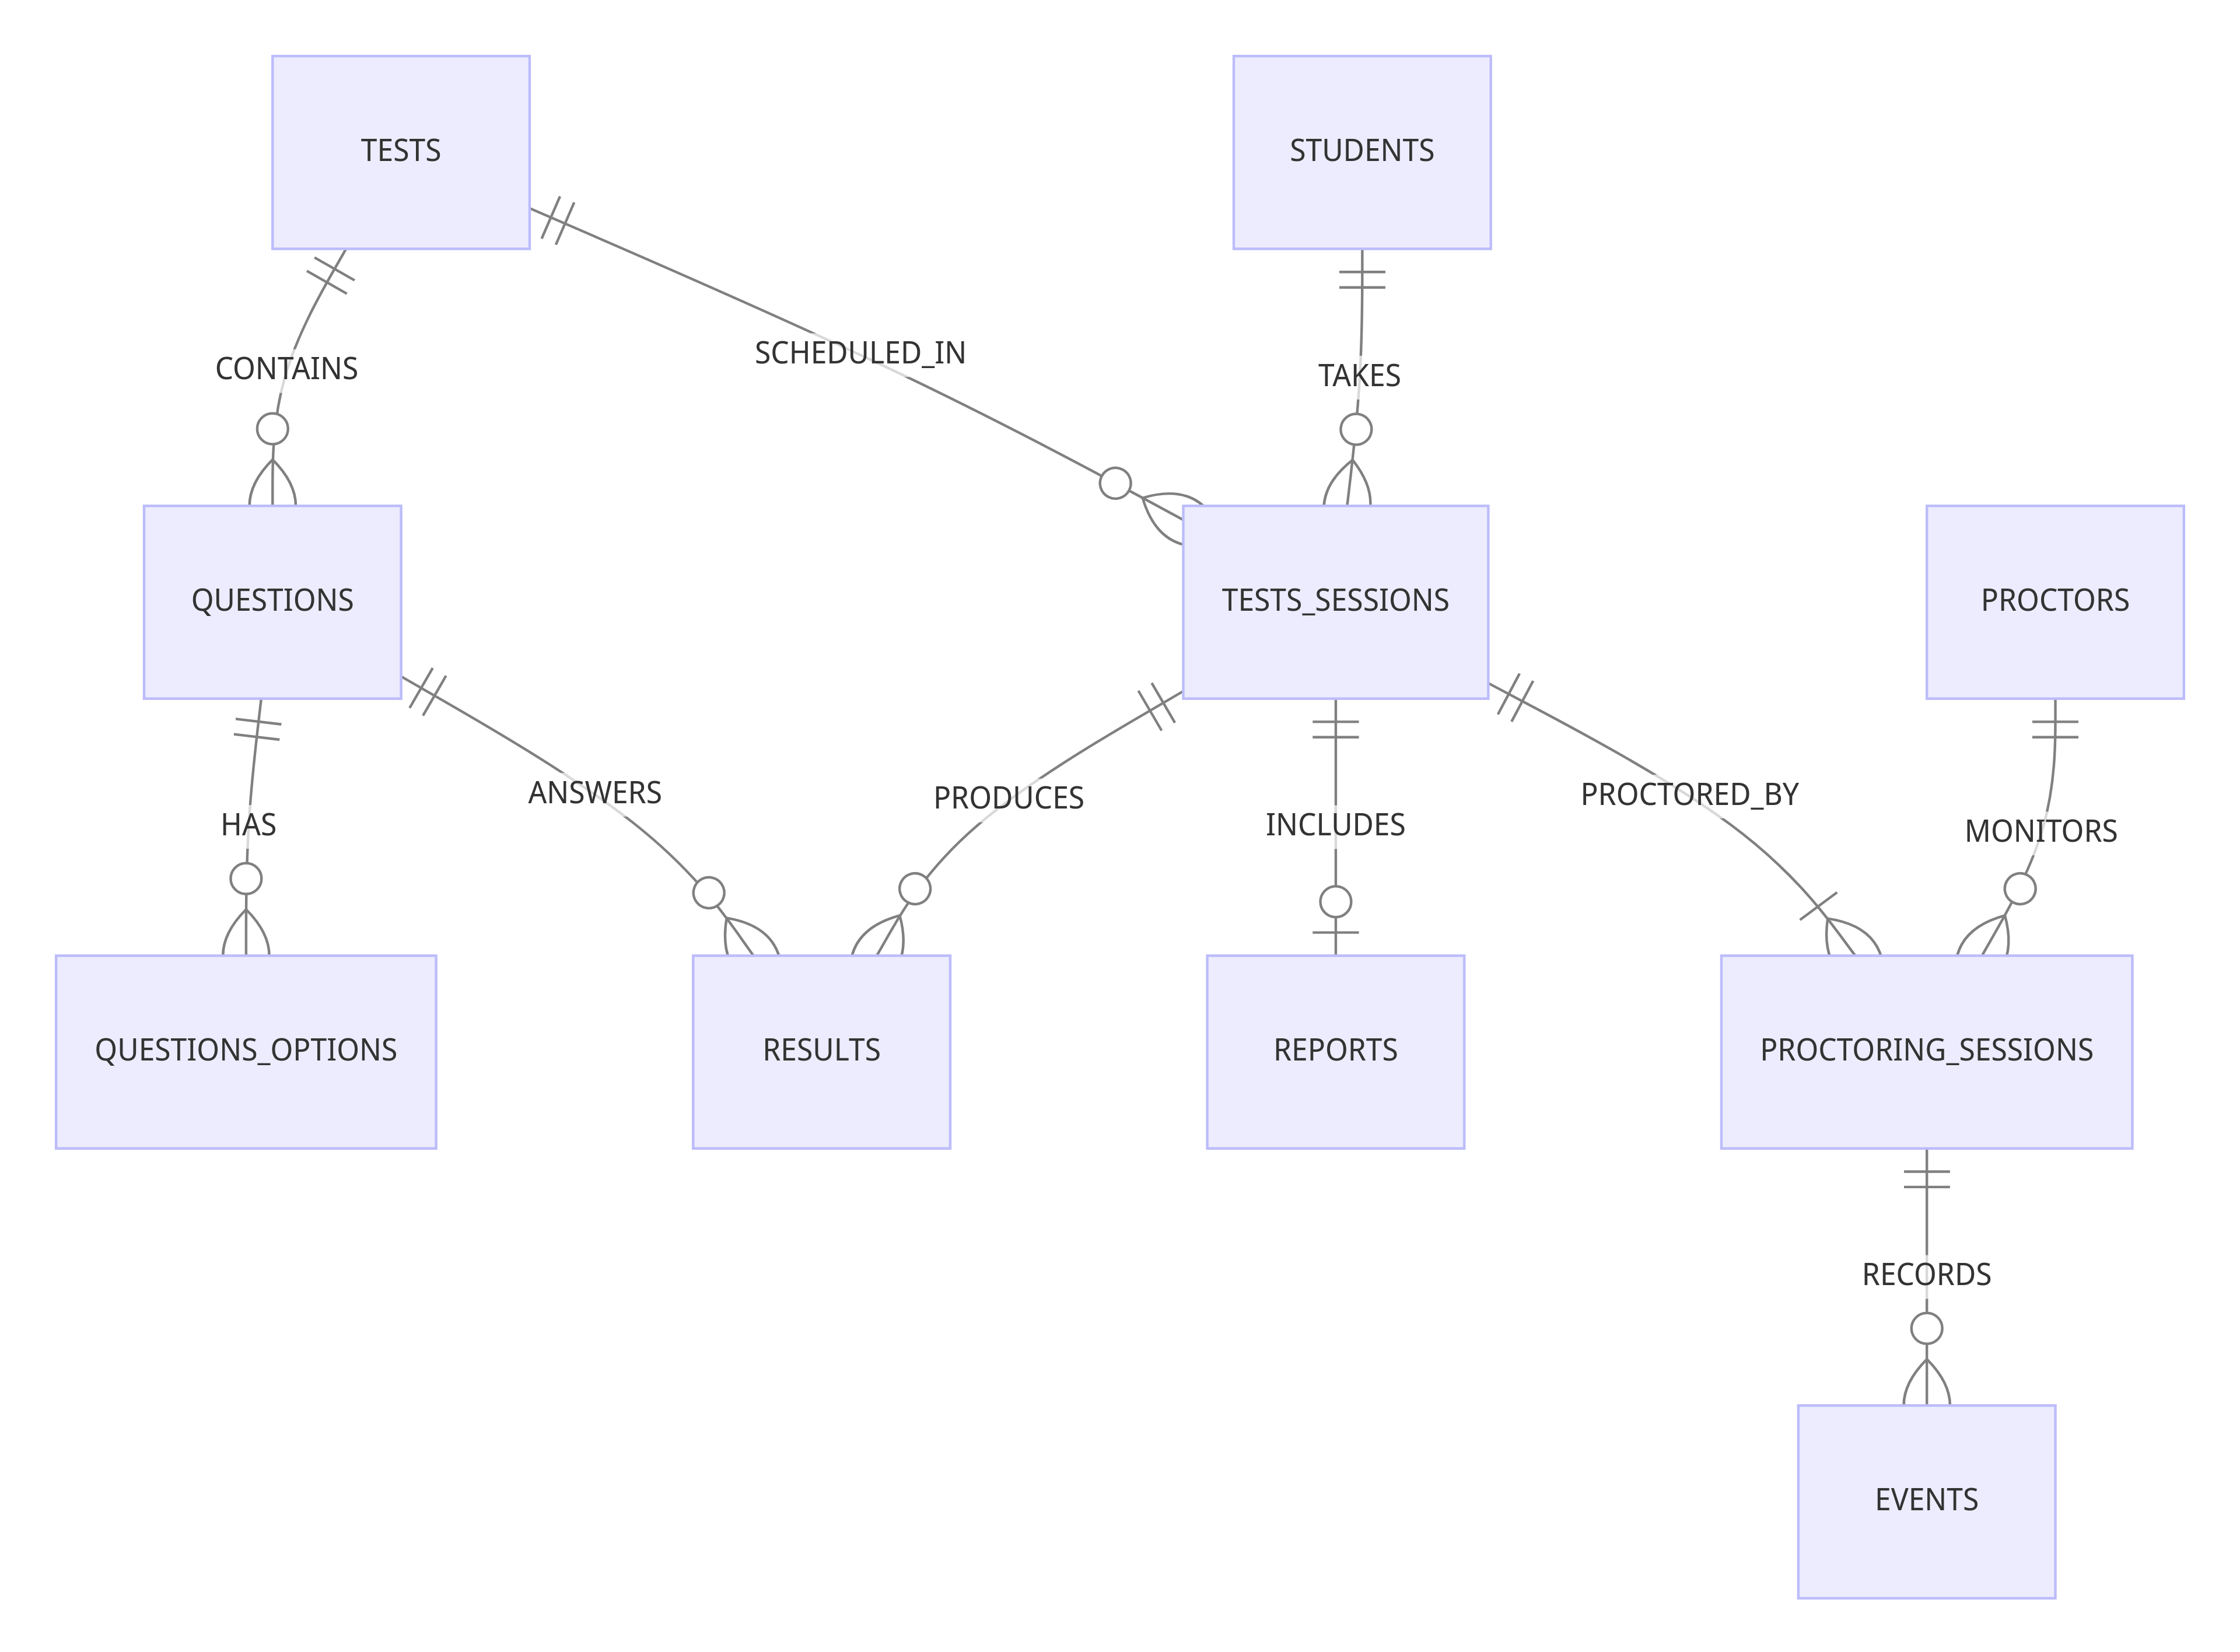 TESTS
STUDENTS
CONTAINS
SCHEDULED_IN
TAKES
QUESTIONS
TESTS_SESSIONS
PROCTORS
HAS
ANSWERS
PRODUCES
INCLUDES
PROCTORED_BY
MONITORS
QUESTIONS_OPTIONS
RESULTS
REPORTS
PROCTORING_SESSIONS
RECORDS
EVENTS